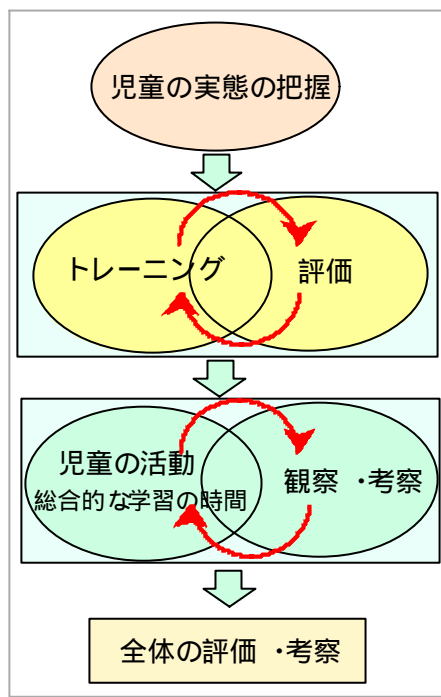 児童の実態の把握
トレーニング
評価
児童の活動
総合的な学習の時間
観察・考察
全体の評価・考察